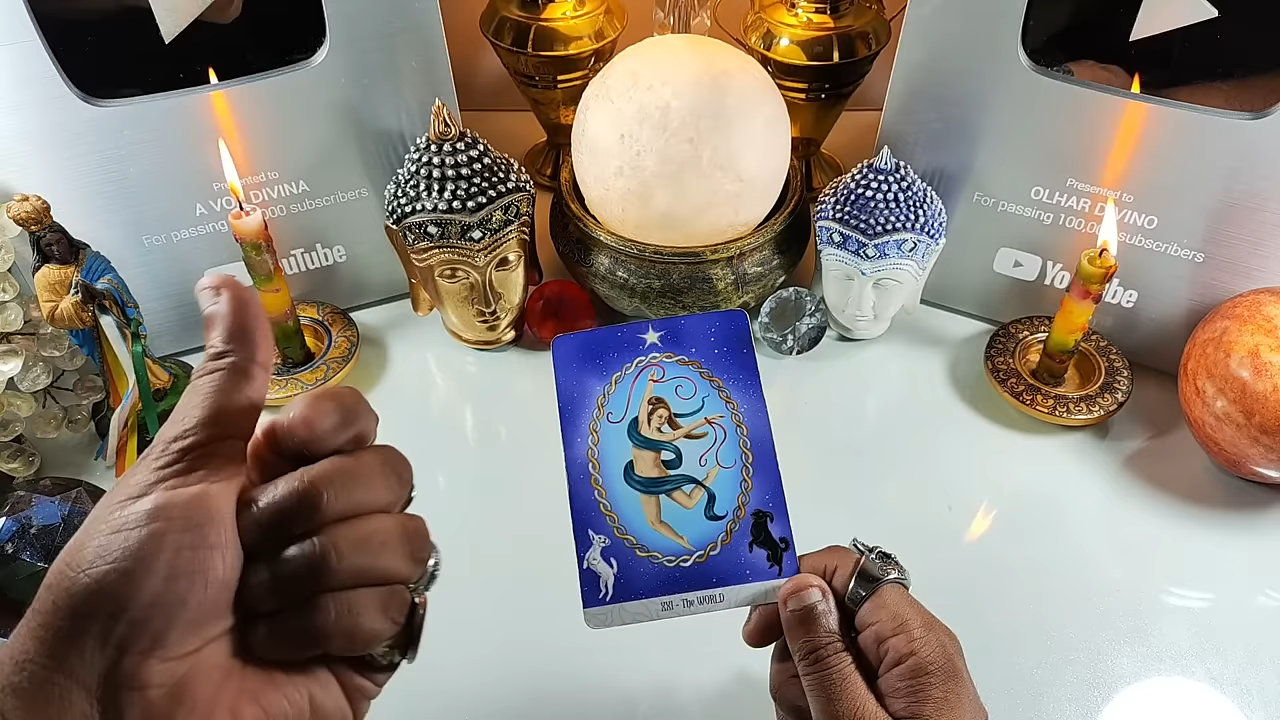 Presented to
A VOZ DIVINA
For passing 100,000 subscribers
YouTube
Presented to
OLHAR DIVINO
For passing 100,000 subscribers
YouTube
XXI - The WORLD